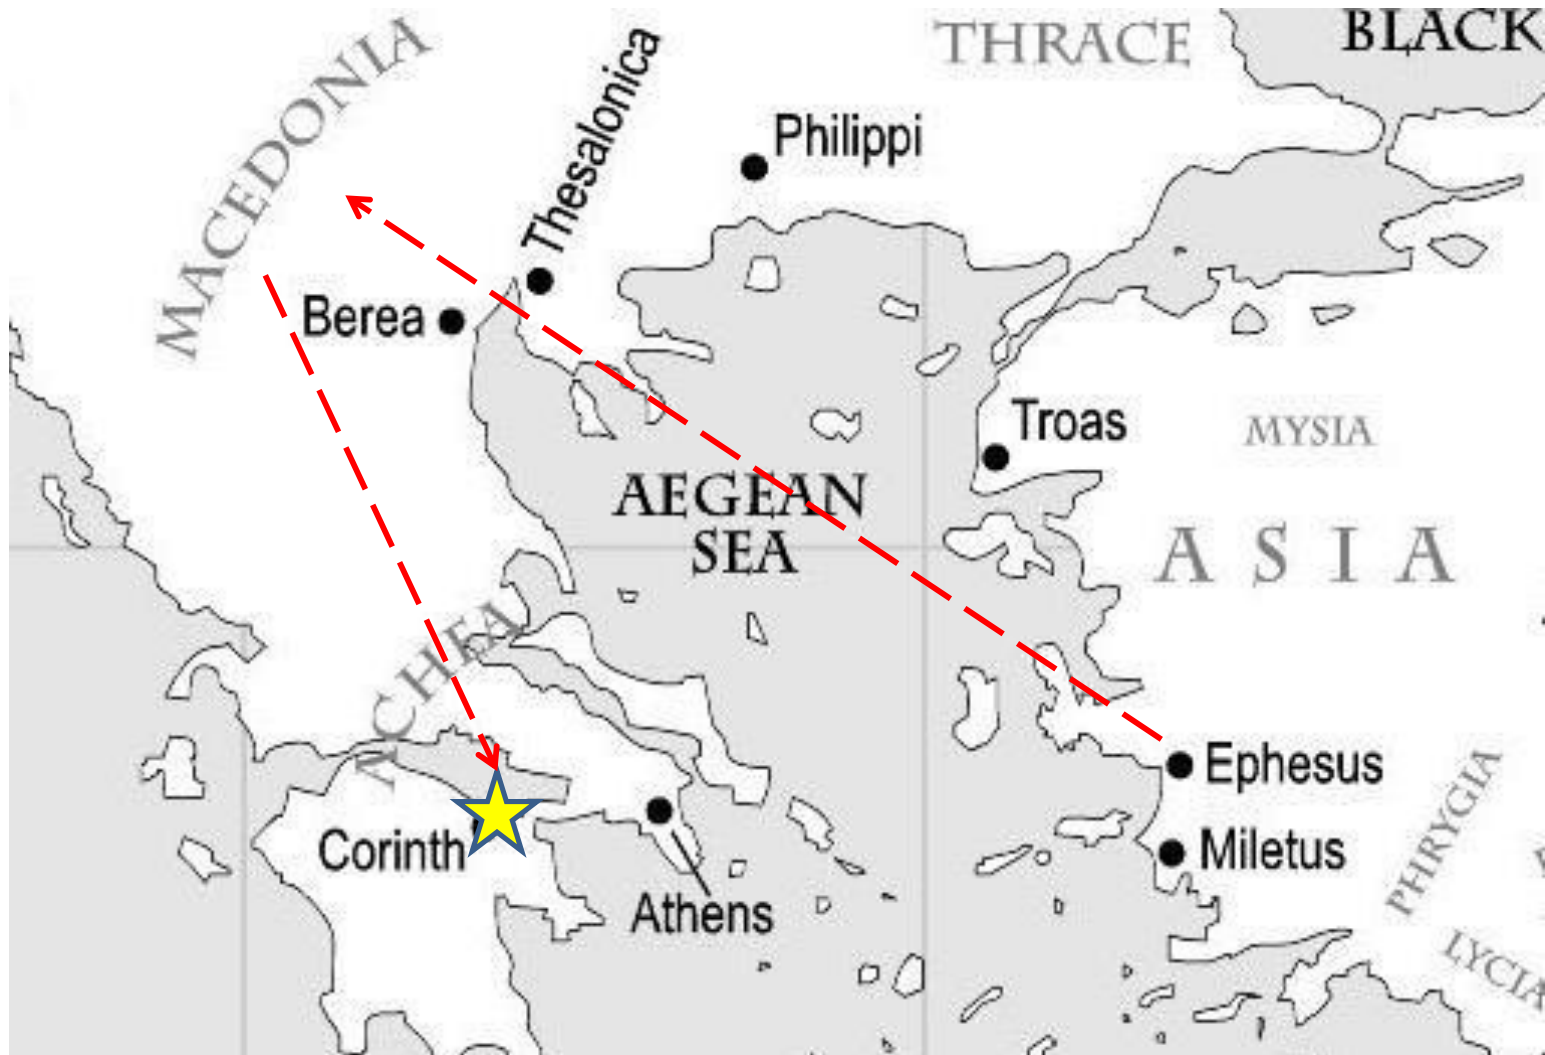 THRACE
BLACK
MACEDONIA
Thesalonica
Philippi
Berea
Troas
MYSIA
AEGEAN
SEA
ASIA
ACHEA
Ephesus
PHRYGIA
Corinth
Miletus
Athens
LYCIA